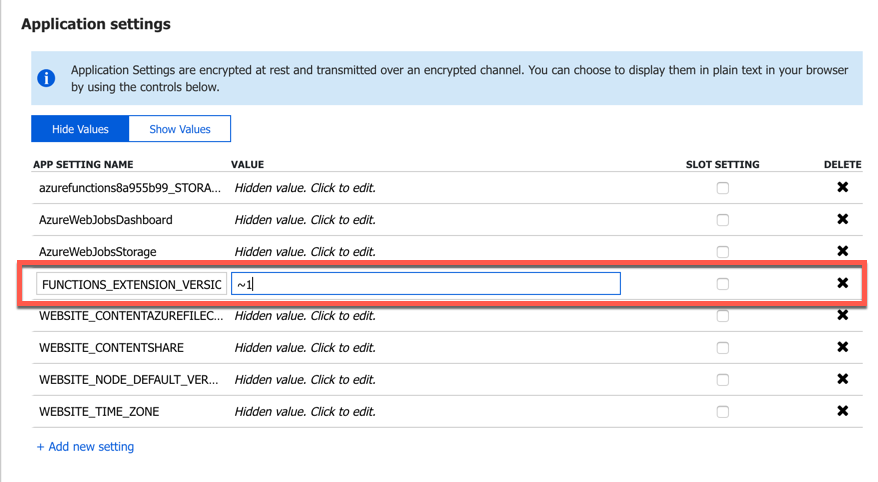 Application settings
Application Settings are encrypted at rest and transmitted over an encrypted channel. You can choose to display them in plain text in your browser
by using the controls below.
Hide Values Show Values
APP SETTING NAME VALUE SLOT SETTING DELETE
azurefunctions8a955b99_STORA... Hidden value. Click to edit.
AzureWebJobsDashboard Hidden value. Click to edit.
AzureWebJobsStorage Hidden value. Click to edit.
FUNCTIONS_EXTENSION_VERSIC ~1
WEBSITE_CONTENTAZUREFILEC... Hidden value. Click to edit.
WEBSITE_CONTENTSHARE Hidden value. Click to edit.
WEBSITE_NODE_DEFAULT_VER... Hidden value. Click to edit.
WEBSITE_TIME_ZONE Hidden value. Click to edit.
+ Add new setting